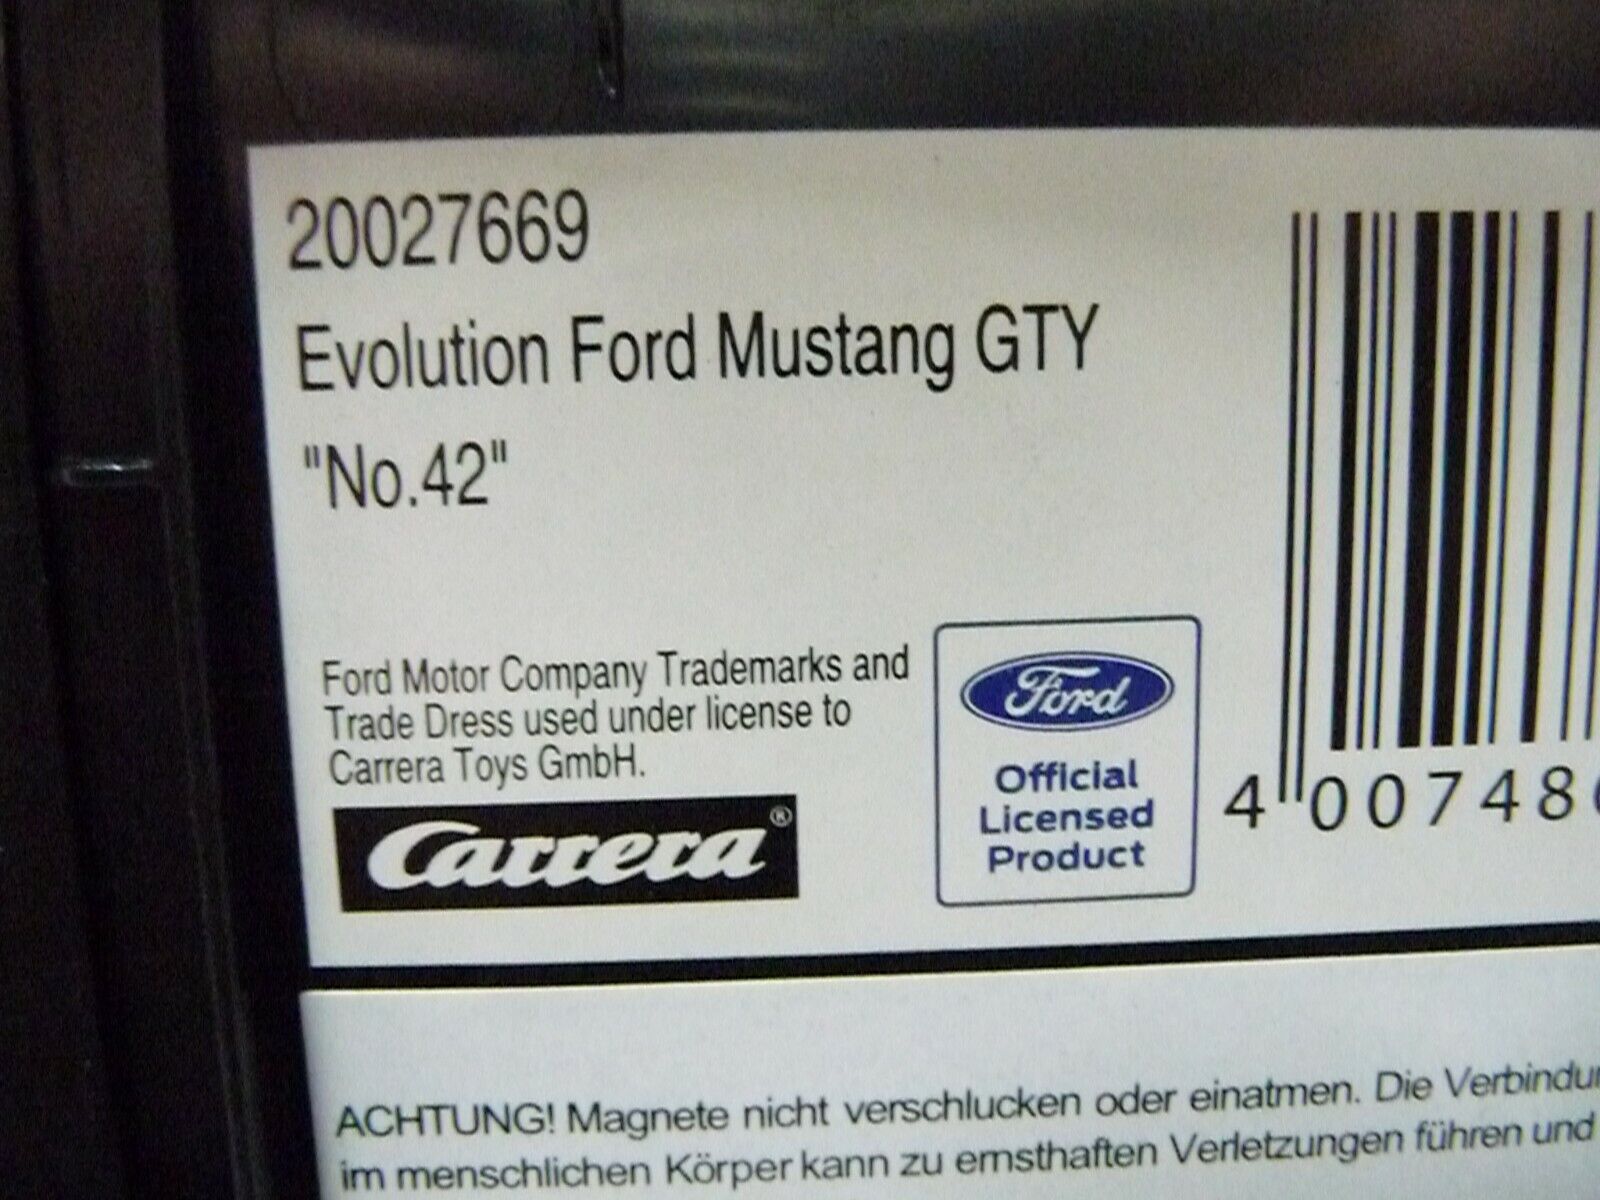 20027669
Evolution Ford Mustang GTY
"No.42"
Ford Motor Company Trademarks and
Trade Dress used under license to
Carrera Toys GmbH.
Carrera®
Ford
Official
Licensed
Product
4 00748
ACHTUNG! Magnete nicht verschlucken oder einatmen. Die
im menschlichen Körper kann zu ernsthaften Verletzungen führen und